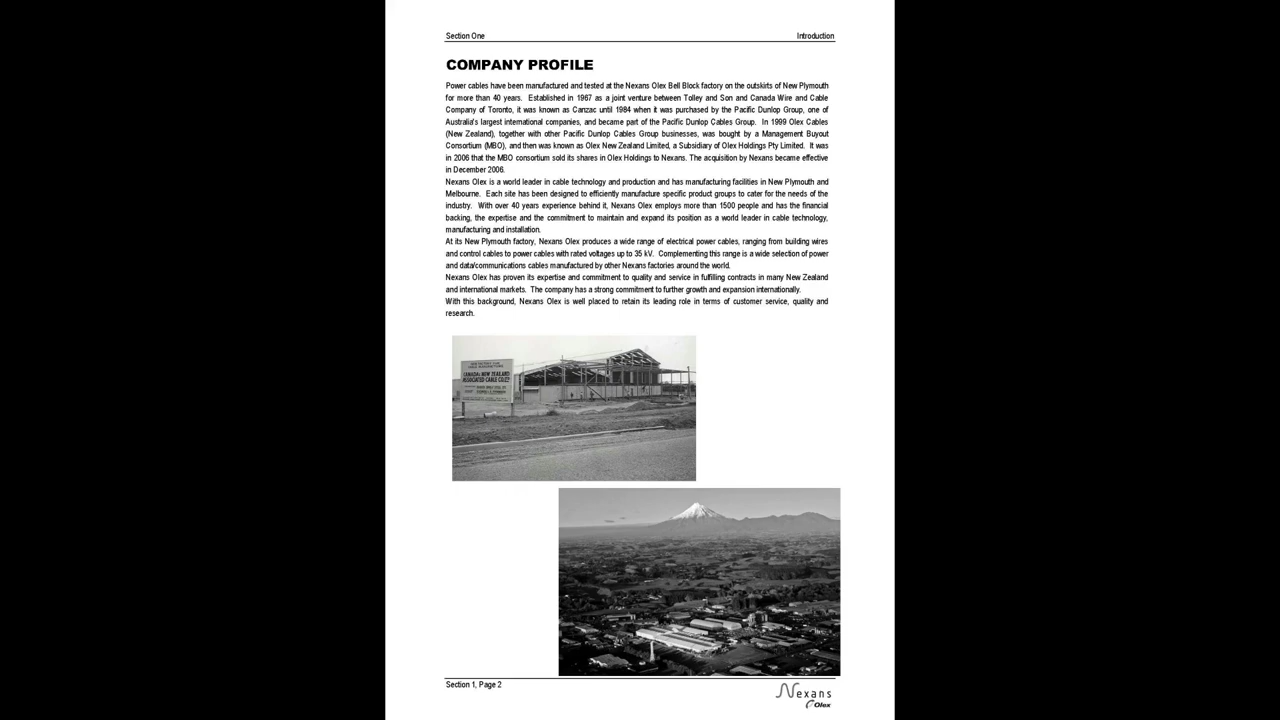 Section One
Introduction
COMPANY PROFILE
Power cables have been manufactured and tested at the Nexans Olex Bell Block factory on the outskirts of New Plymouth
for more than 40 years. Established in 1967 as a joint venture between Tolley and Son and Canada Wire and Cable
Company of Toronto, it was known as Canzac until 1984 when it was purchased by the Pacific Dunlop Group, one of
Australia's largest international companies, and became part of the Pacific Dunlop Cables Group. In 1999 Olex Cables
(New Zealand), together with other Pacific Dunlop Cables Group businesses, was bought by a Management Buyout
Consortium (MBO), and then was known as Olex New Zealand Limited, a Subsidiary of Olex Holdings Pty Limited. It was
in 2006 that the MBO consortium sold its shares in Olex Holdings to Nexans. The acquisition by Nexans became effective
in December 2006.
Nexans Olex is a world leader in cable technology and production and has manufacturing facilities in New Plymouth and
Melbourne. Each site has been designed to efficiently manufacture specific product groups to cater for the needs of the
industry. With over 40 years experience behind it, Nexans Olex employs more than 1500 people and has the financial
backing, the expertise and the commitment to maintain and expand its position as a world leader in cable technology,
manufacturing and installation.
At its New Plymouth factory, Nexans Olex produces a wide range of electrical power cables, ranging from building wires
and control cables to power cables with rated voltages up to 35 kV. Complementing this range is a wide selection of power
and data/communications cables manufactured by other Nexans factories around the world.
Nexans Olex has proven its expertise and commitment to quality and service in fulfilling contracts in many New Zealand
and international markets. The company has a strong commitment to further growth and expansion internationally.
With this background, Nexans Olex is well placed to retain its leading role in terms of customer service, quality and
research.
CANADA NEW ZEALAND
ASSOCIATED CABLE CO.
Section 1, Page 2
Nexans
Olex